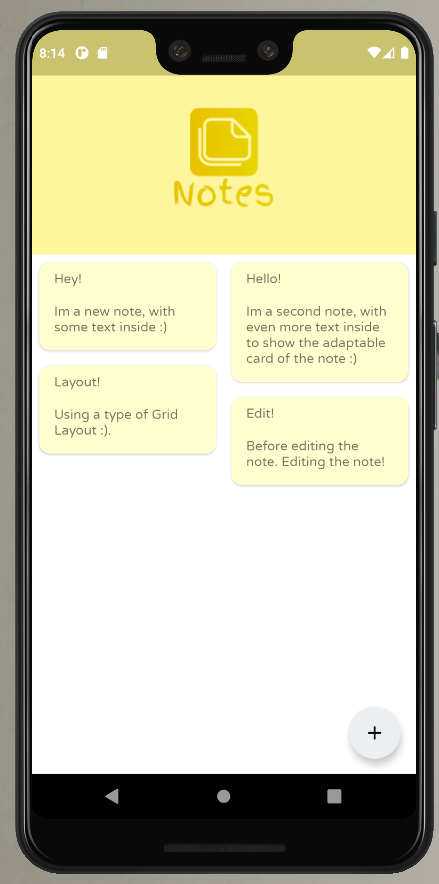 8:14
Notes
Hey!
Im a new note, with
some text inside :)
Hello!
Im a second note, with
even more text inside
to show the adaptable
card of the note :)
Layout!
Using a type of Grid
Layout :).
Edit!
Before editing the
note. Editing the note!
+